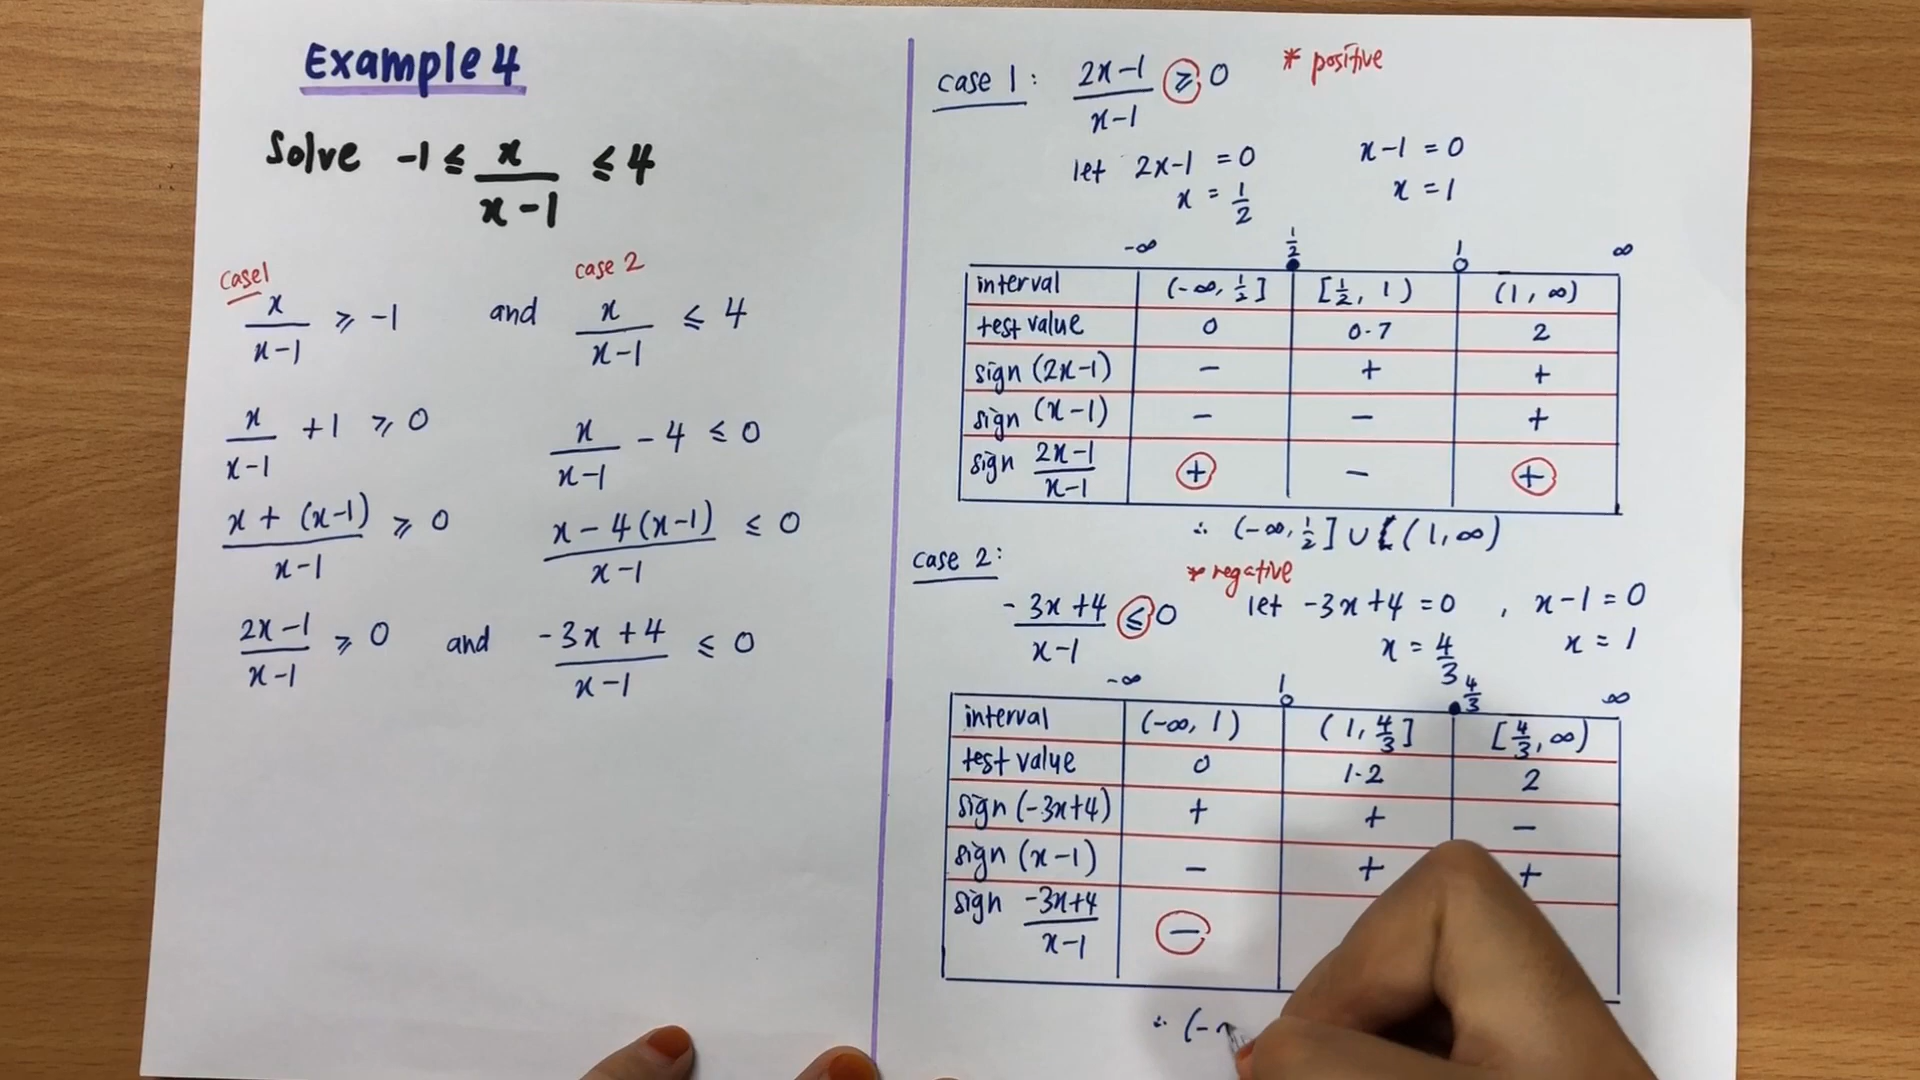 Example 4
Solve -1 ≤ x/(x-1) ≤ 4
case 1
case 2
x/(x-1) ⩾ -1 and x/(x-1) ≤ 4
x/(x-1) +1 ⩾ 0
x/(x-1) - 4 ≤ 0
(x + (x-1))/(x-1) ⩾ 0
(x - 4(x-1))/(x-1) ≤ 0
(2x-1)/(x-1) ⩾ 0 and (-3x+4)/(x-1) ≤ 0
case 1: (2x-1)/(x-1) ⩾ 0 * positive
let 2x-1 = 0 x-1 = 0
x = 1/2 x = 1
-∞ 1/2 1 ∞
interval (-∞, 1/2] [1/2, 1) (1, ∞)
test value 0 0.7 2
sign (2x-1) - + +
sign (x-1) - - +
sign (2x-1)/(x-1) + - +
∴ (-∞, 1/2] ∪ (1, ∞)
case 2:
* negative
(-3x+4)/(x-1) ≤ 0 let -3x+4 = 0 , x-1 = 0
x = 4/3 x = 1
-∞ 1 4/3 ∞
interval (-∞, 1) (1, 4/3] [4/3, ∞)
test value 0 1.2 2
sign (-3x+4) + + -
sign (x-1) - + +
sign (-3x+4)/(x-1) -
∴ (-